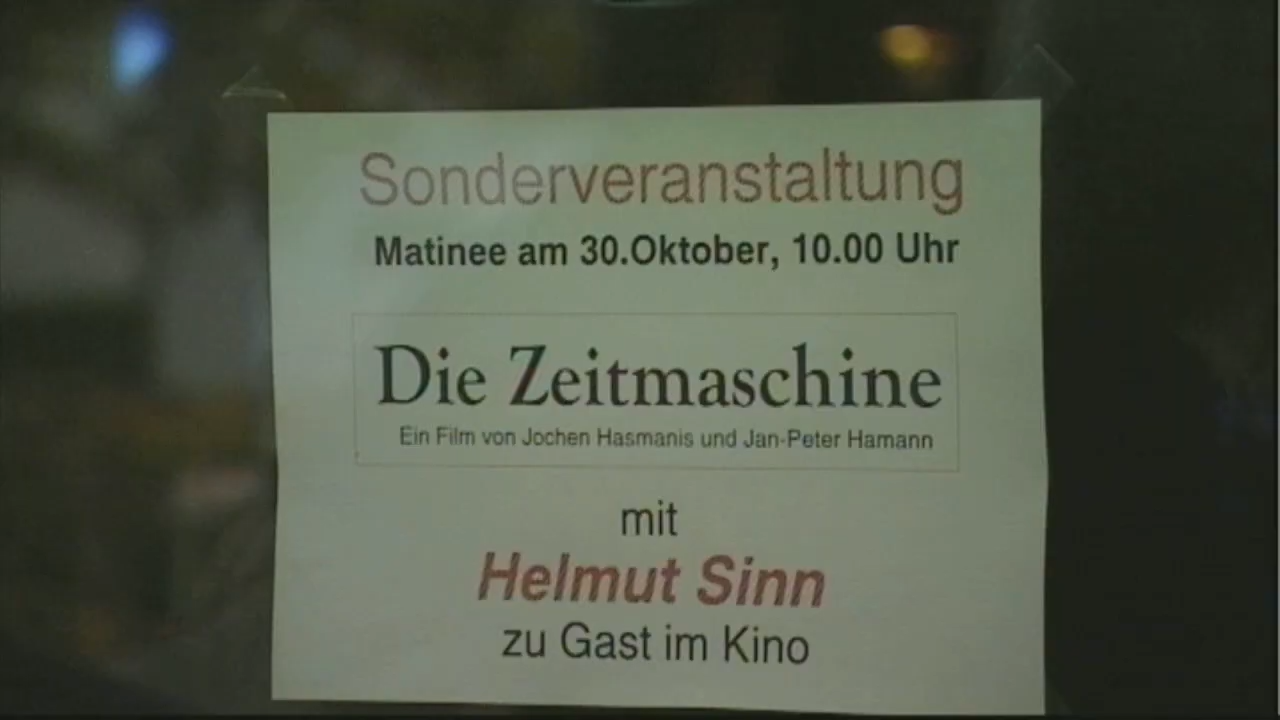 Sonderveranstaltung
Matinee am 30.Oktober, 10.00 Uhr
Die Zeitmaschine
Ein Film von Jochen Hasmanis und Jan-Peter Hamann
mit
Helmut Sinn
zu Gast im Kino